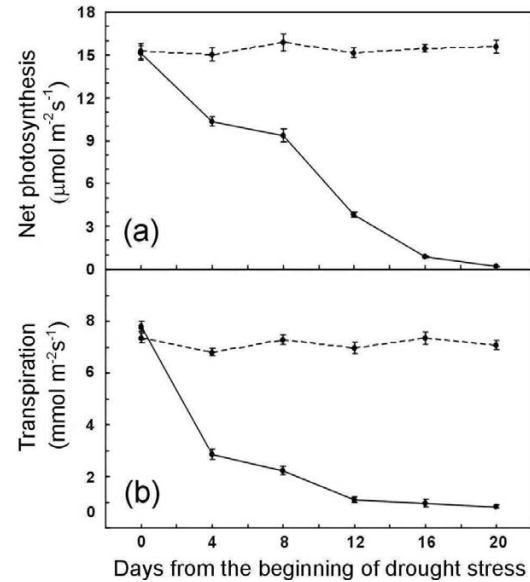 18
15
12
9
6
3
0
Net photosynthesis
(μmol m⁻²s⁻¹)
(a)
8
6
4
2
0
Transpiration
(mmol m⁻²s⁻¹)
(b)
0 4 8 12 16 20
Days from the beginning of drought stress